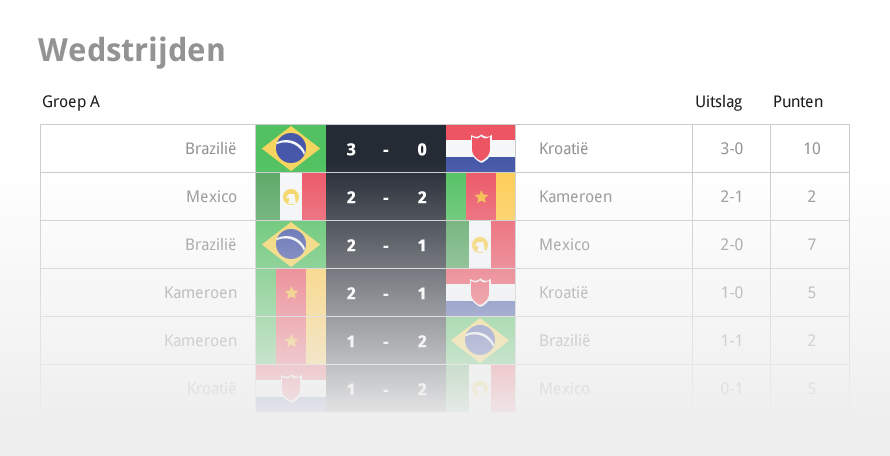 Wedstrijden
Groep A Uitslag Punten
Brazilië 3 - 0 Kroatië 3-0 10
Mexico 2 - 2 Kameroen 2-1 2
Brazilië 2 - 1 Mexico 2-0 7
Kameroen 2 - 1 Kroatië 1-0 5
Kameroen 1 - 2 Brazilië 1-1 2
Kroatië 1 - 2 Mexico 0-1 5